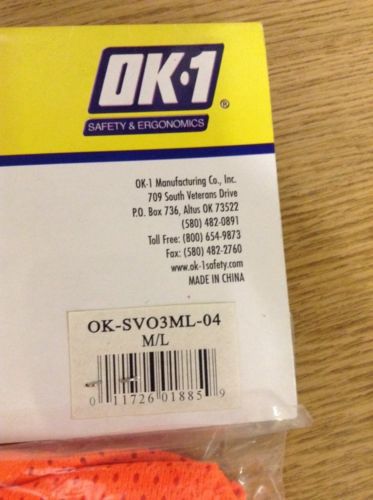 OK·1
®
SAFETY & ERGONOMICS
OK-1 Manufacturing Co., Inc.
709 South Veterans Drive
P.O. Box 736, Altus OK 73522
(580) 482-0891
Toll Free: (800) 654-9873
Fax: (580) 482-2760
www.ok-1safety.com
MADE IN CHINA
OK-SVO3ML-04
M/L
0 11726 01885 9